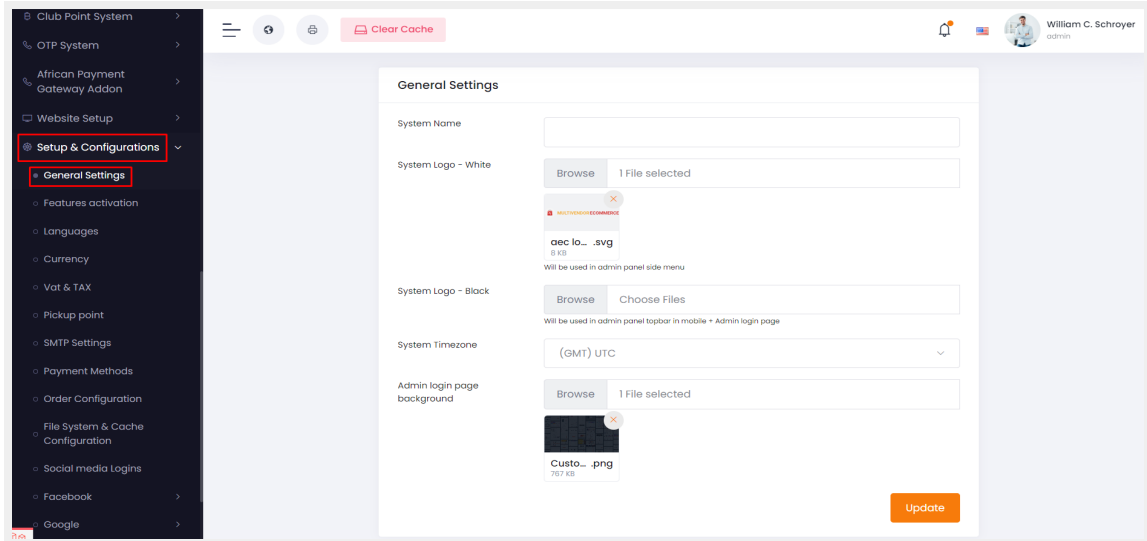 Club Point System
OTP System
African Payment
Gateway Addon
Website Setup
Setup & Configurations
General Settings
Features activation
Languages
Currency
Vat & TAX
Pickup point
SMTP Settings
Payment Methods
Order Configuration
File System & Cache
Configuration
Social media Logins
Facebook
Google
Clear Cache
William C. Schroyer
admin
General Settings
System Name
System Logo - White
Browse
1 File selected
MULTIVENDOR ECOMMERCE
aec lo... .svg
8 KB
Will be used in admin panel side menu
System Logo - Black
Browse
Choose Files
Will be used in admin panel topbar in mobile + Admin login page
System Timezone
(GMT) UTC
Admin login page
background
Browse
1 File selected
Custo... .png
767 KB
Update